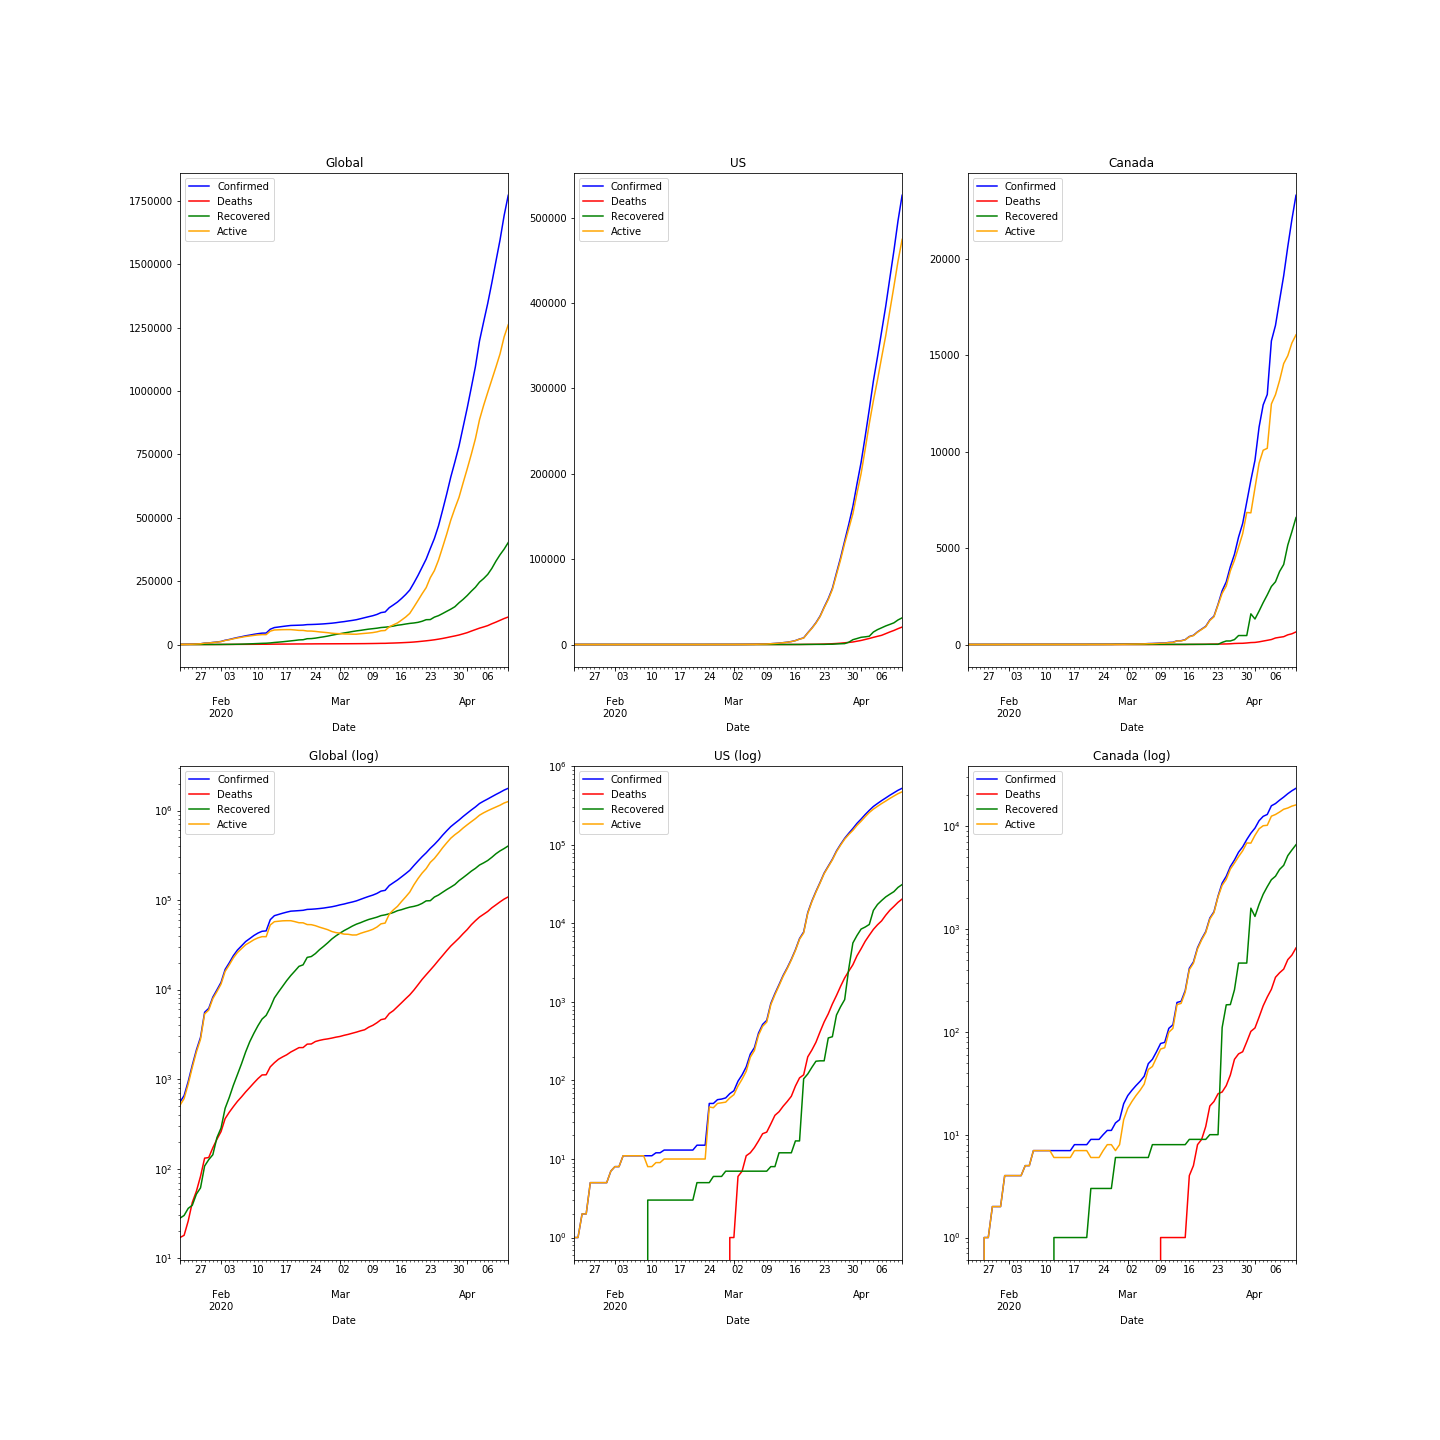 Global
Confirmed
Deaths
Recovered
Active
1750000
1500000
1250000
1000000
750000
500000
250000
0
27 03 10 17 24 02 09 16 23 30 06
Feb Mar Apr
2020
Date
US
Confirmed
Deaths
Recovered
Active
500000
400000
300000
200000
100000
0
27 03 10 17 24 02 09 16 23 30 06
Feb Mar Apr
2020
Date
Canada
Confirmed
Deaths
Recovered
Active
20000
15000
10000
5000
0
27 03 10 17 24 02 09 16 23 30 06
Feb Mar Apr
2020
Date
Global (log)
Confirmed
Deaths
Recovered
Active
10⁶
10⁵
10⁴
10³
10²
10¹
27 03 10 17 24 02 09 16 23 30 06
Feb Mar Apr
2020
Date
US (log)
Confirmed
Deaths
Recovered
Active
10⁶
10⁵
10⁴
10³
10²
10¹
10⁰
27 03 10 17 24 02 09 16 23 30 06
Feb Mar Apr
2020
Date
Canada (log)
Confirmed
Deaths
Recovered
Active
10⁴
10³
10²
10¹
10⁰
27 03 10 17 24 02 09 16 23 30 06
Feb Mar Apr
2020
Date